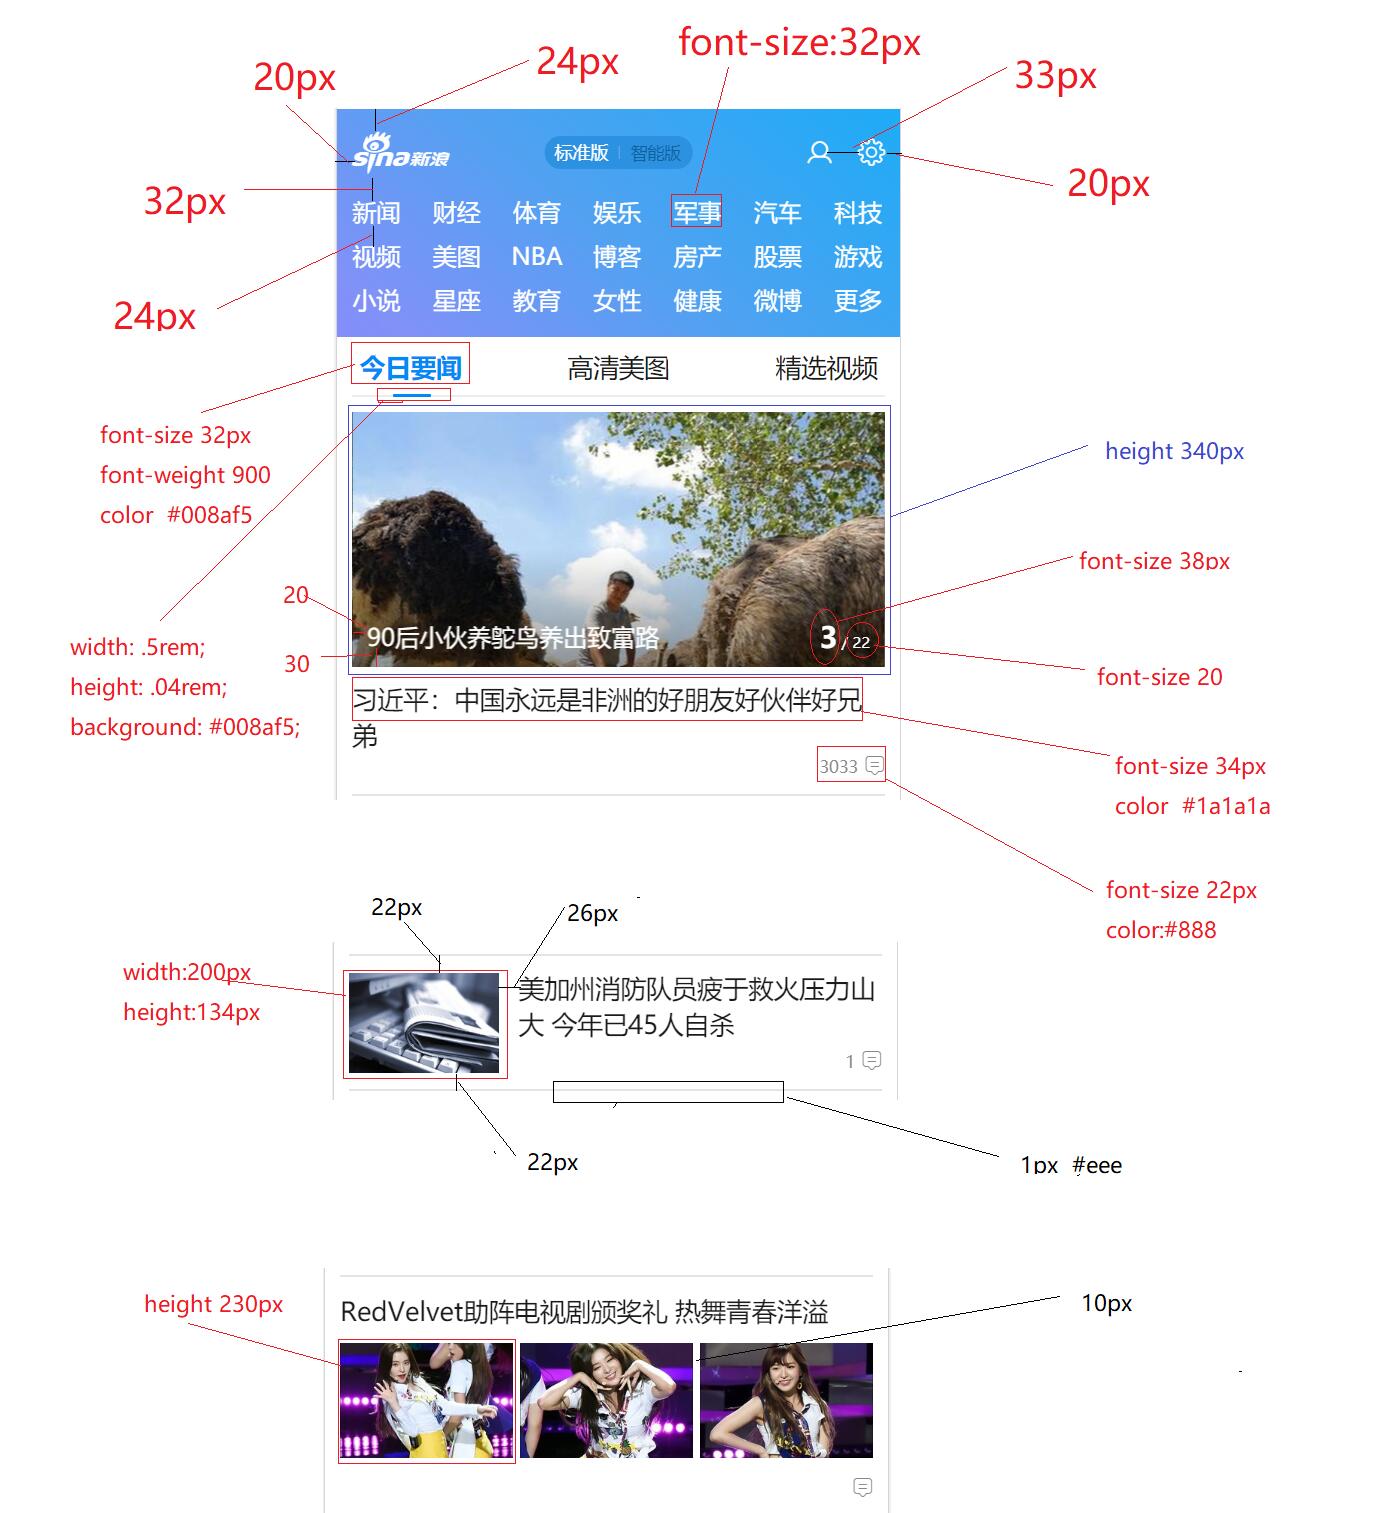 font-size:32px
24px
33px
20px
sina新浪
标准版 智能版
20px
32px
新闻 财经 体育 娱乐 军事 汽车 科技
视频 美图 NBA 博客 房产 股票 游戏
小说 星座 教育 女性 健康 微博 更多
24px
今日要闻 高清美图 精选视频
font-size 32px
font-weight 900
color #008af5
height 340px
font-size 38px
20
90后小伙养鸵鸟养出致富路 3/22
30
width: .5rem;
height: .04rem;
background: #008af5;
font-size 20
习近平：中国永远是非洲的好朋友好伙伴好兄
弟
3033
font-size 34px
color #1a1a1a
font-size 22px
color:#888
22px
26px
width:200px
height:134px
美加州消防队员疲于救火压力山
大 今年已45人自杀
1
22px
1px #eee
height 230px
10px
RedVelvet助阵电视剧颁奖礼 热舞青春洋溢